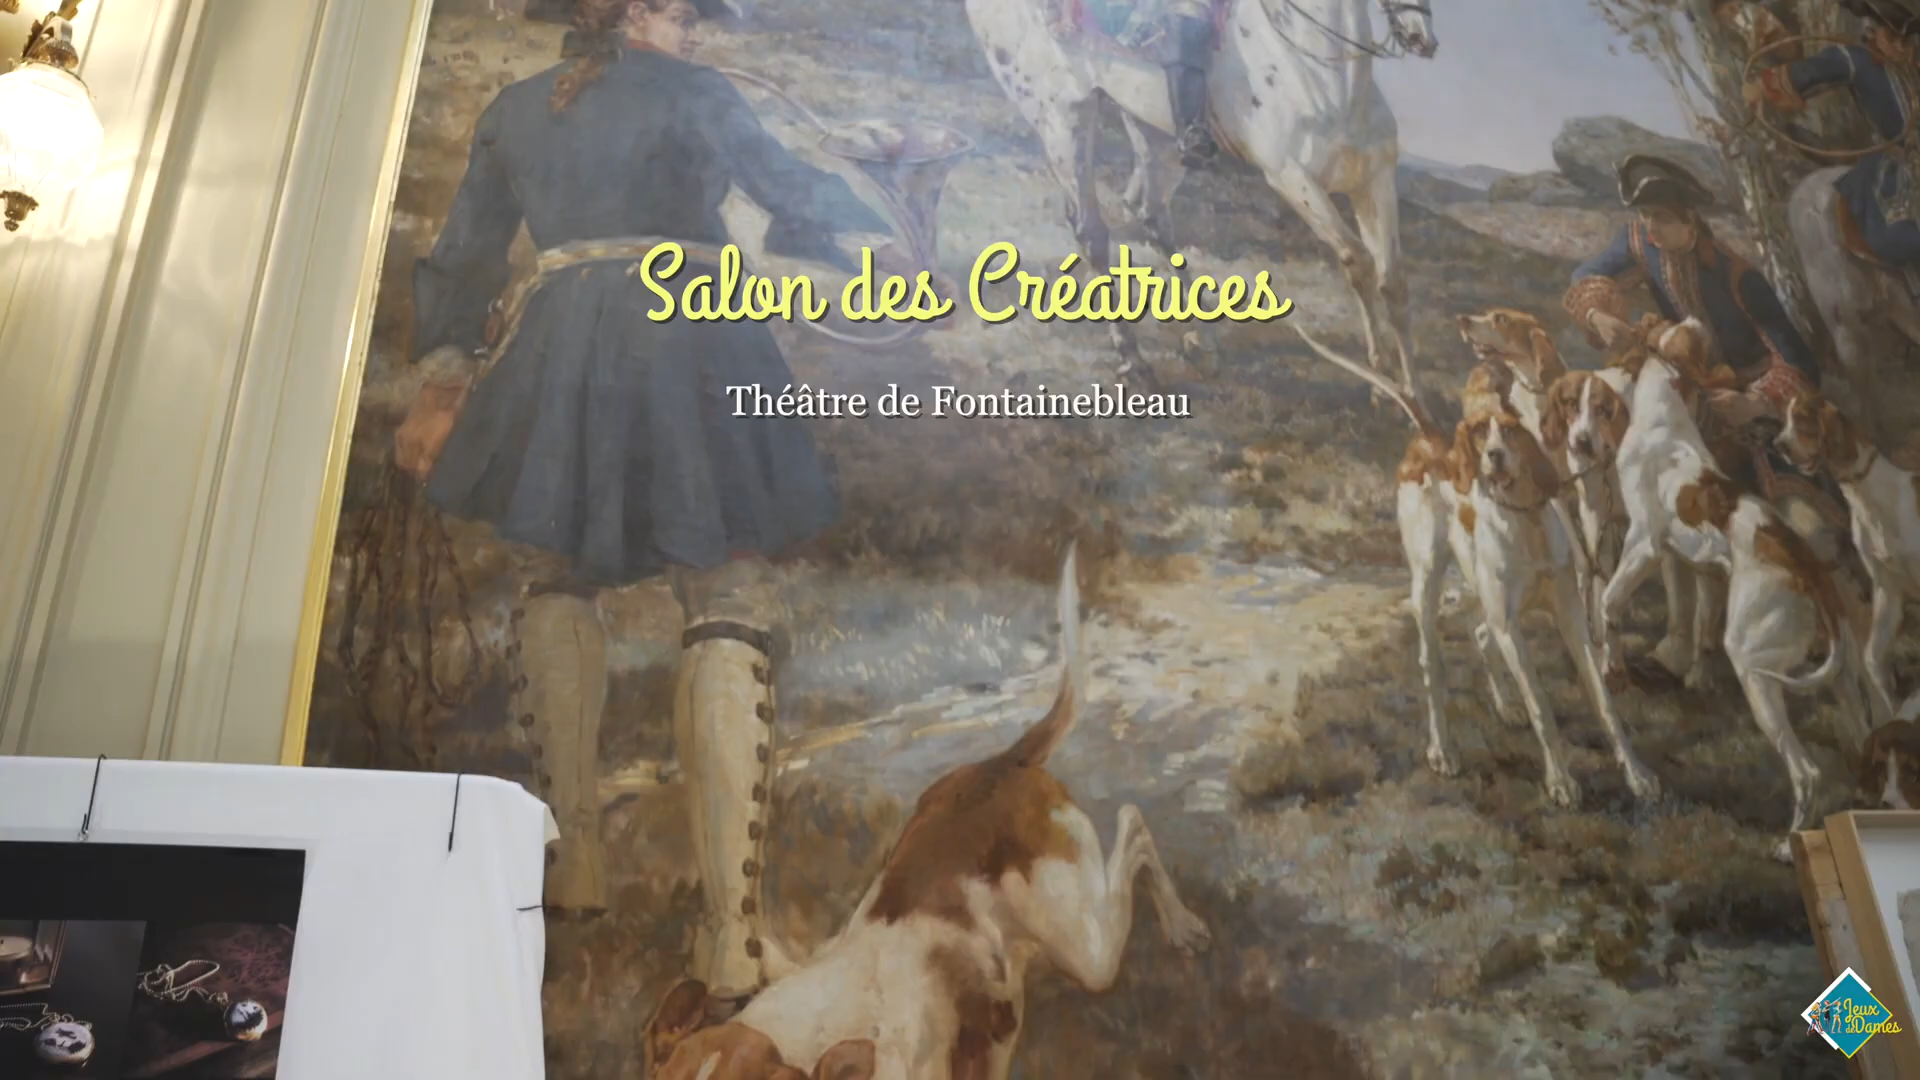 Salon des Créatrices
Théâtre de Fontainebleau
Jeux
de Dames